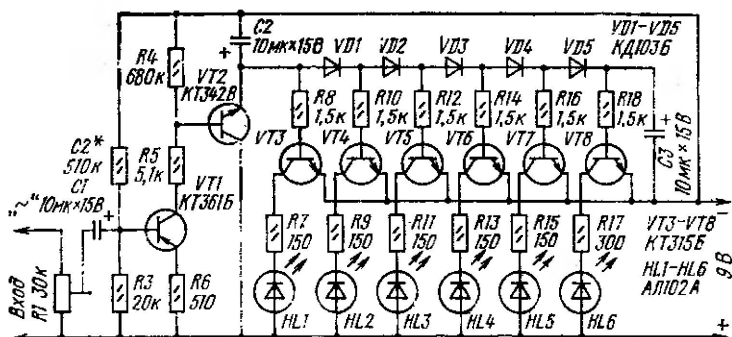 C2
10мк×15В
R4
680к
VT2
КТ342В
VD1 VD2 VD3 VD4 VD5
VD1–VD5
КД103Б
R8
1,5к
R10
1,5к
R12
1,5к
R14
1,5к
R16
1,5к
R18
1,5к
C2*
510к
R5
5,1к
C1
10мк×15В
VT1
КТ361Б
VT3 VT4 VT5 VT6 VT7 VT8
C3
10мк×15В
„~“
Вход
R1 30к
R3
20к
R6
510
R7
150
R9
150
R11
150
R13
150
R15
150
R17
300
VT3–VT8
КТ315Б
HL1–HL6
АЛ102А
HL1 HL2 HL3 HL4 HL5 HL6
−
9 В
+